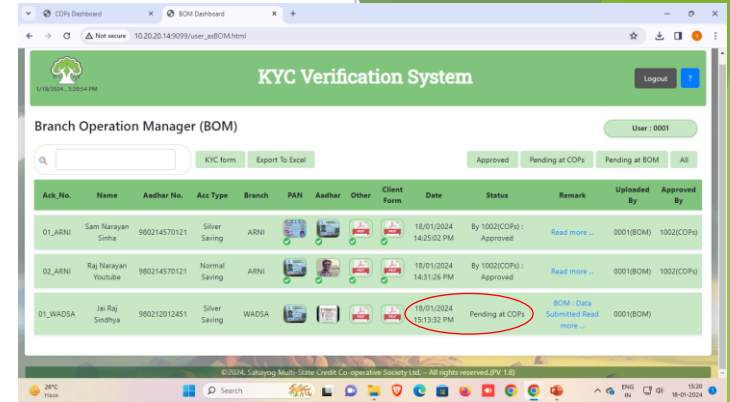 COPs Dashboard
BOM Dashboard
Not secure 10.20.20.14:9099/user_asBOM.html
1/18/2024 , 3:20:54 PM
KYC Verification System
Logout ?
Branch Operation Manager (BOM)
User : 0001
KYC form Export To Excel Approved Pending at COPs Pending at BOM All
Ack_No. Name Aadhar No. Acc Type Branch PAN Aadhar Other Client Form Date Status Remark Uploaded By Approved By
01_ARNI Sam Narayan Sinha 980214570121 Silver Saving ARNI 18/01/2024 14:25:02 PM By 1002(COPs) : Approved Read more ... 0001(BOM) 1002(COPs)
02_ARNI Raj Narayan Youtube 980214570121 Normal Saving ARNI 18/01/2024 14:31:26 PM By 1002(COPs) : Approved Read more ... 0001(BOM) 1002(COPs)
01_WADSA Jai Raj Sindhya 980212012451 Silver Saving WADSA 18/01/2024 15:13:32 PM Pending at COPs BOM : Data Submitted Read more ... 0001(BOM)
©2024. Sahayog Multi-State Credit Co-operative Society Ltd. – All rights reserved.(PV 1.8)
26°C
Haze
Search
ENG
IN
15:20
18-01-2024